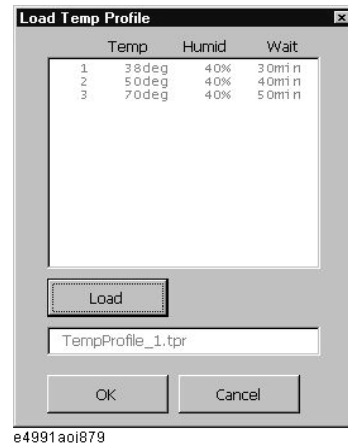 Load Temp Profile
Temp Humid Wait
1 38deg 40% 30min
2 50deg 40% 40min
3 70deg 40% 50min
Load
TempProfile_1.tpr
OK Cancel
e4991aoj879